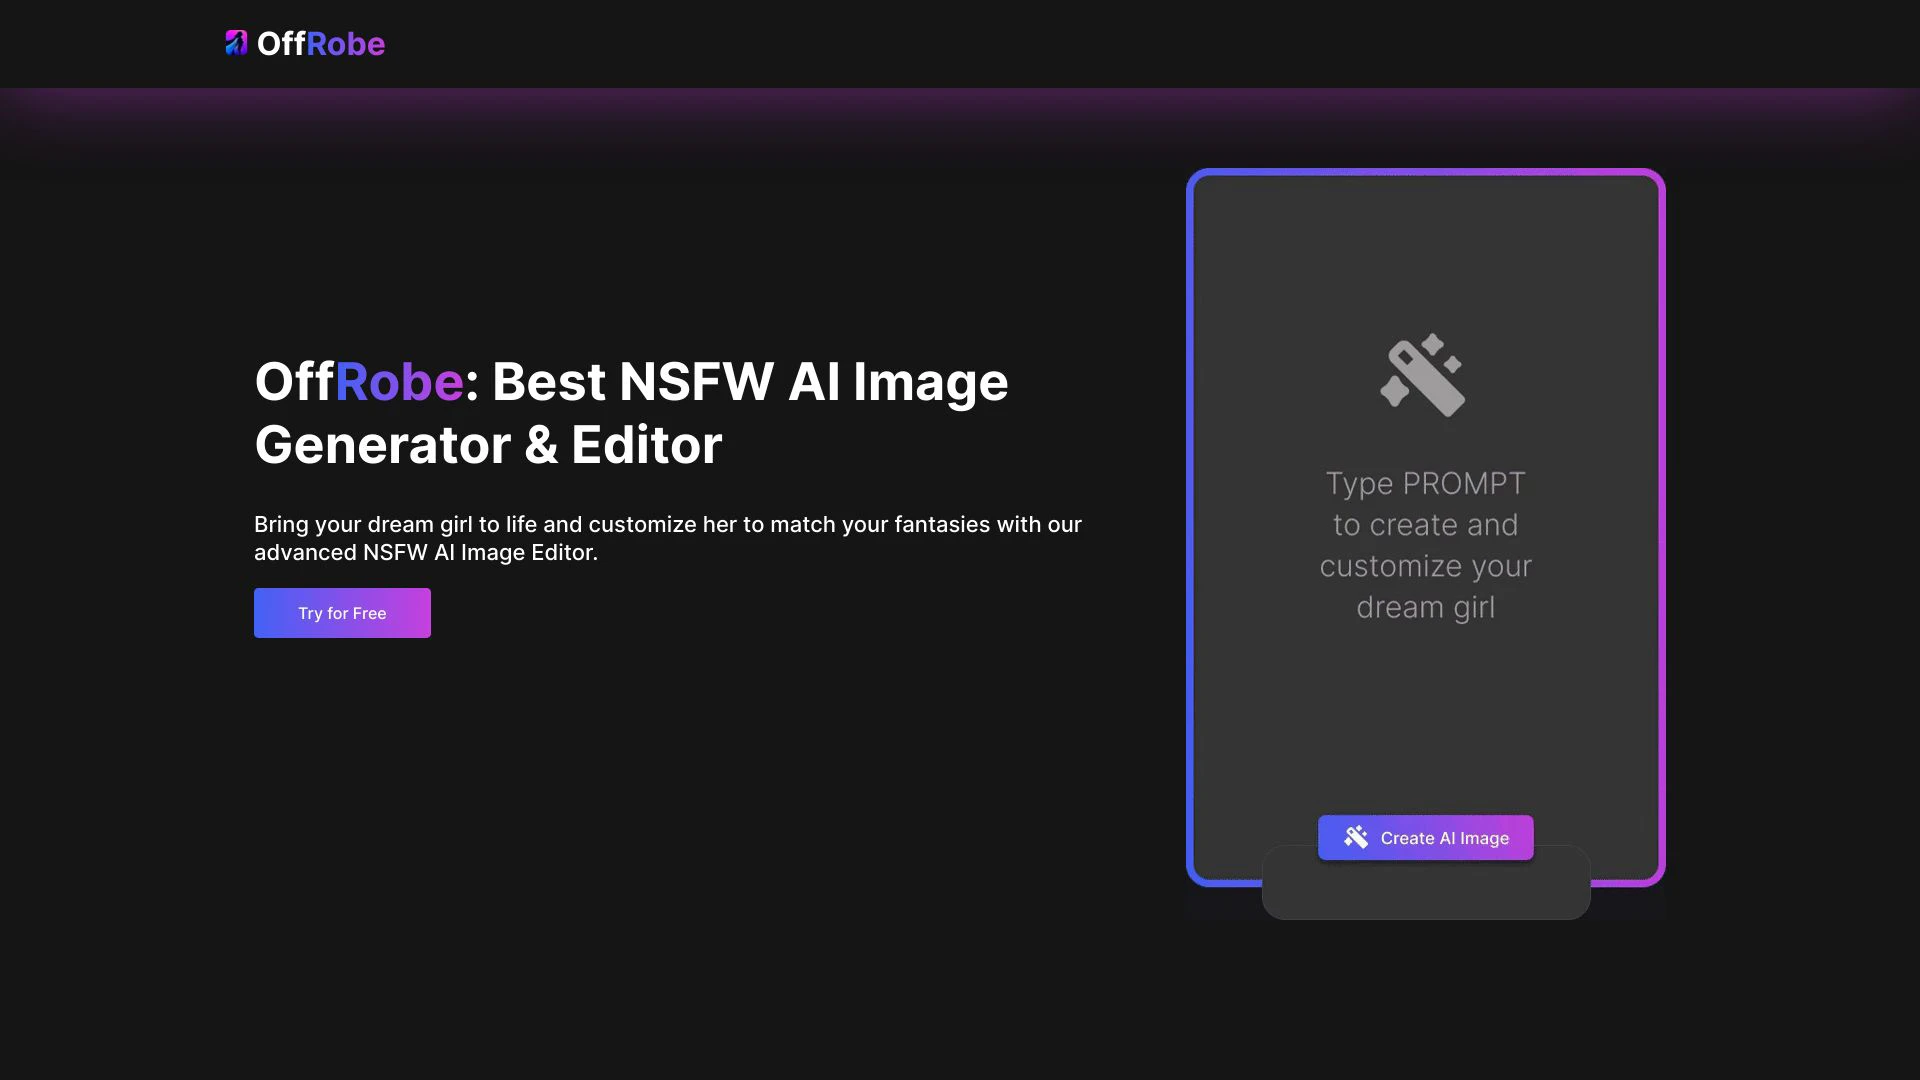 OffRobe
OffRobe: Best NSFW AI Image
Generator & Editor
Bring your dream girl to life and customize her to match your fantasies with our
advanced NSFW AI Image Editor.
Try for Free
Type PROMPT
to create and
customize your
dream girl
Create AI Image